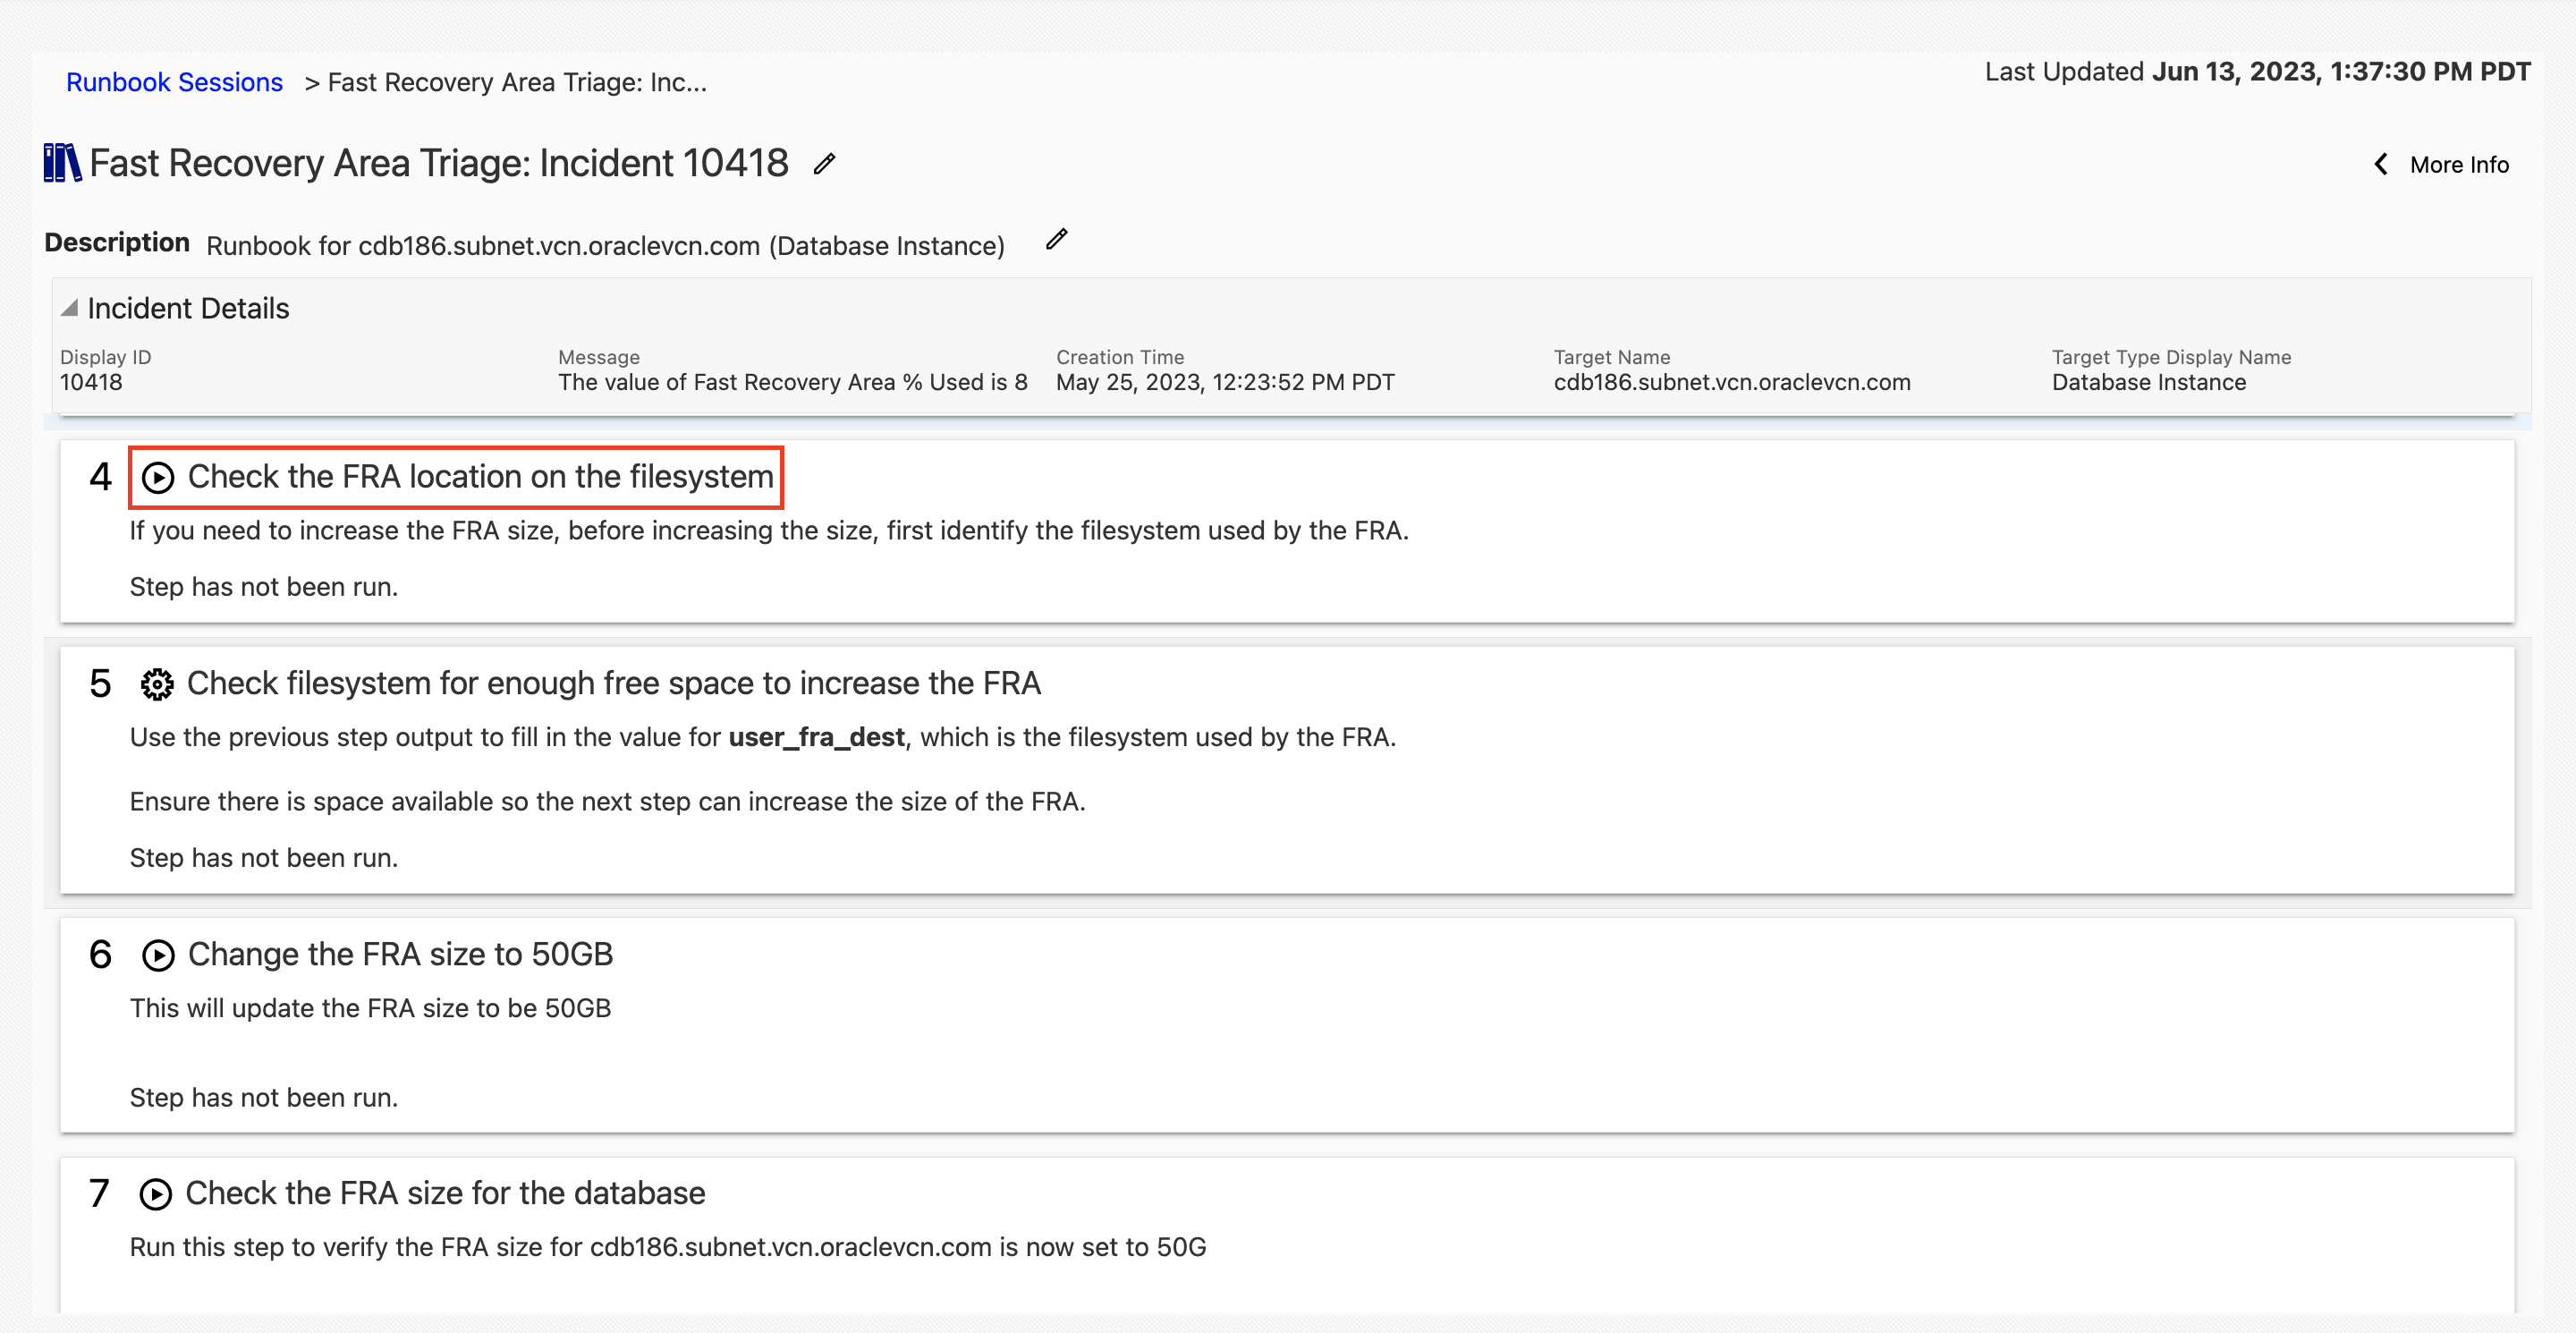 Runbook Sessions > Fast Recovery Area Triage: Inc...
Last Updated Jun 13, 2023, 1:37:30 PM PDT
Fast Recovery Area Triage: Incident 10418
More Info
Description Runbook for cdb186.subnet.vcn.oraclevcn.com (Database Instance)
Incident Details
Display ID
10418
Message
The value of Fast Recovery Area % Used is 8
Creation Time
May 25, 2023, 12:23:52 PM PDT
Target Name
cdb186.subnet.vcn.oraclevcn.com
Target Type Display Name
Database Instance
4 Check the FRA location on the filesystem
If you need to increase the FRA size, before increasing the size, first identify the filesystem used by the FRA.
Step has not been run.
5 Check filesystem for enough free space to increase the FRA
Use the previous step output to fill in the value for user_fra_dest, which is the filesystem used by the FRA.
Ensure there is space available so the next step can increase the size of the FRA.
Step has not been run.
6 Change the FRA size to 50GB
This will update the FRA size to be 50GB
Step has not been run.
7 Check the FRA size for the database
Run this step to verify the FRA size for cdb186.subnet.vcn.oraclevcn.com is now set to 50G